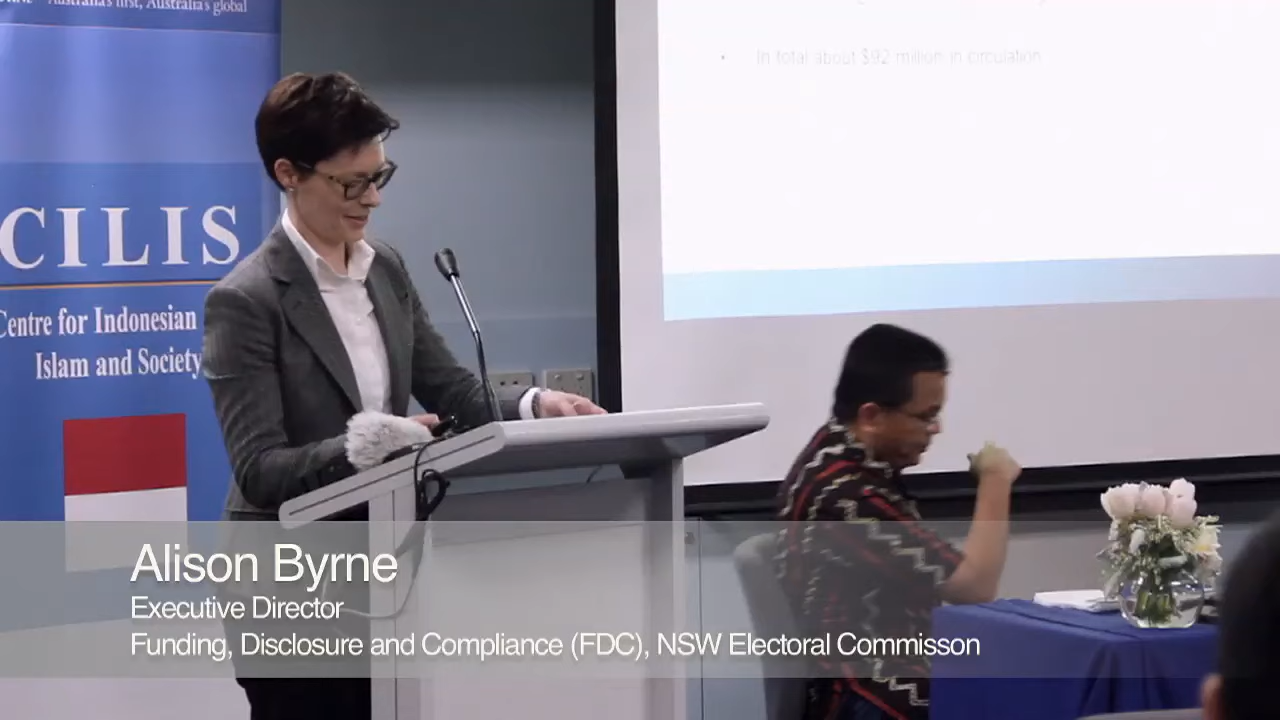 Australia's first, Australia's global
• In total about $92 million in circulation
CILIS
Centre for Indonesian
Islam and Society
Alison Byrne
Executive Director
Funding, Disclosure and Compliance (FDC), NSW Electoral Commisson